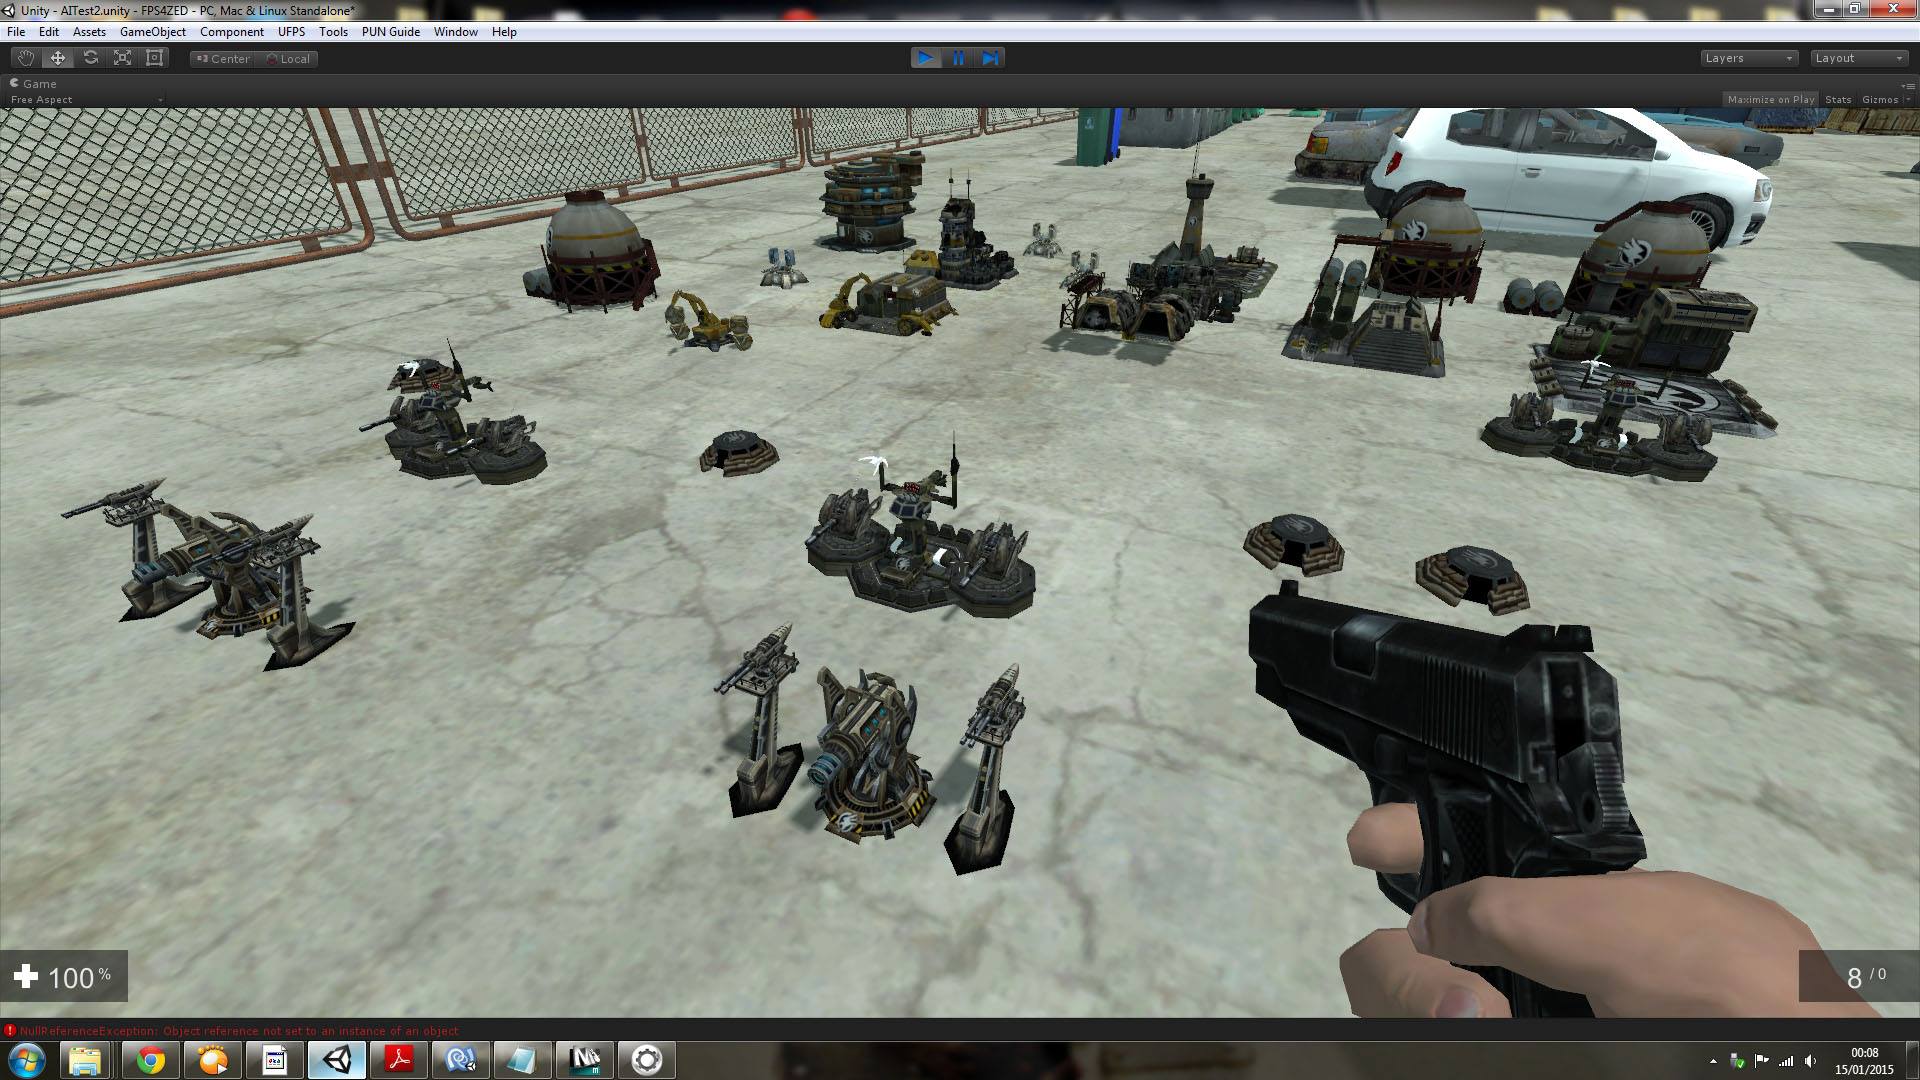 Unity - AITest2.unity - FPS4ZED - PC, Mac & Linux Standalone*
File Edit Assets GameObject Component UFPS Tools PUN Guide Window Help
Center Local Layers Layout
Game
Free Aspect Maximize on Play Stats Gizmos
100%
8 / 0
NullReferenceException: Object reference not set to an instance of an object
00:08
15/01/2015